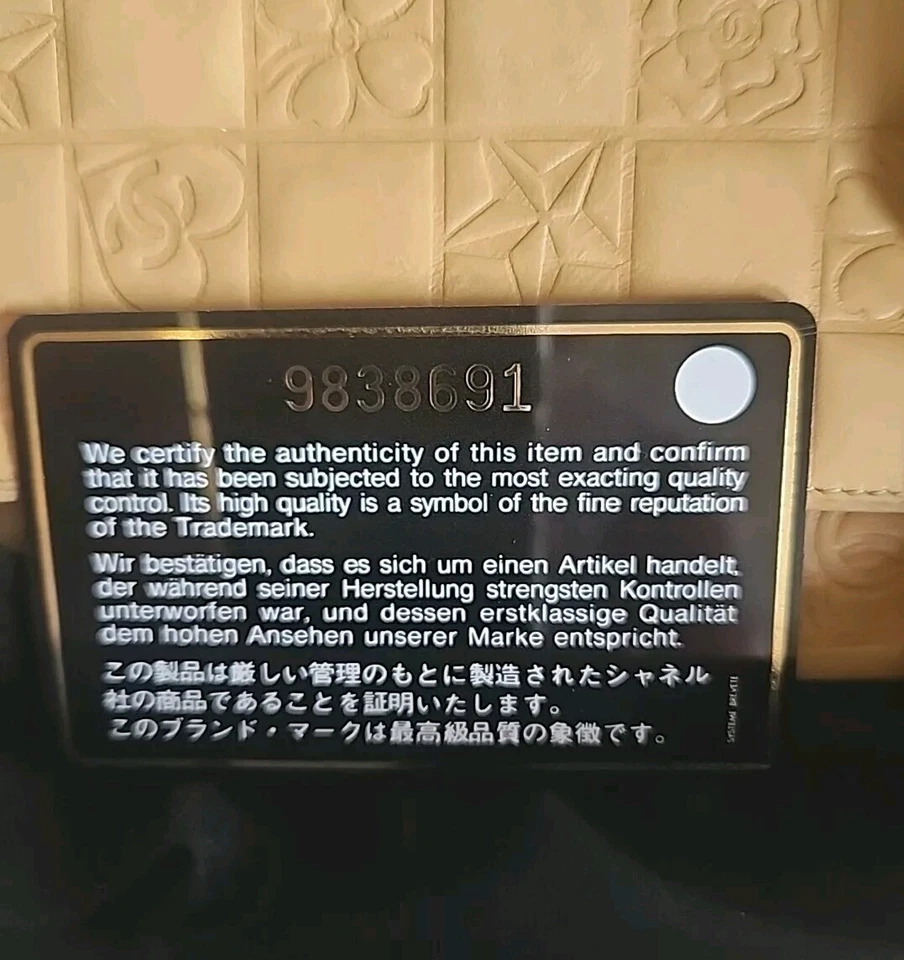 9838691
We certify the authenticity of this item and confirm
that it has been subjected to the most exacting quality
control. Its high quality is a symbol of the fine reputation
of the Trademark.
Wir bestätigen, dass es sich um einen Artikel handelt,
der während seiner Herstellung strengsten Kontrollen
unterworfen war, und dessen erstklassige Qualität
dem hohen Ansehen unserer Marke entspricht.
この製品は厳しい管理のもとに製造されたシャネル
社の商品であることを証明いたします。
このブランド・マークは最高級品質の象徴です。
SYSTEME BREVETE